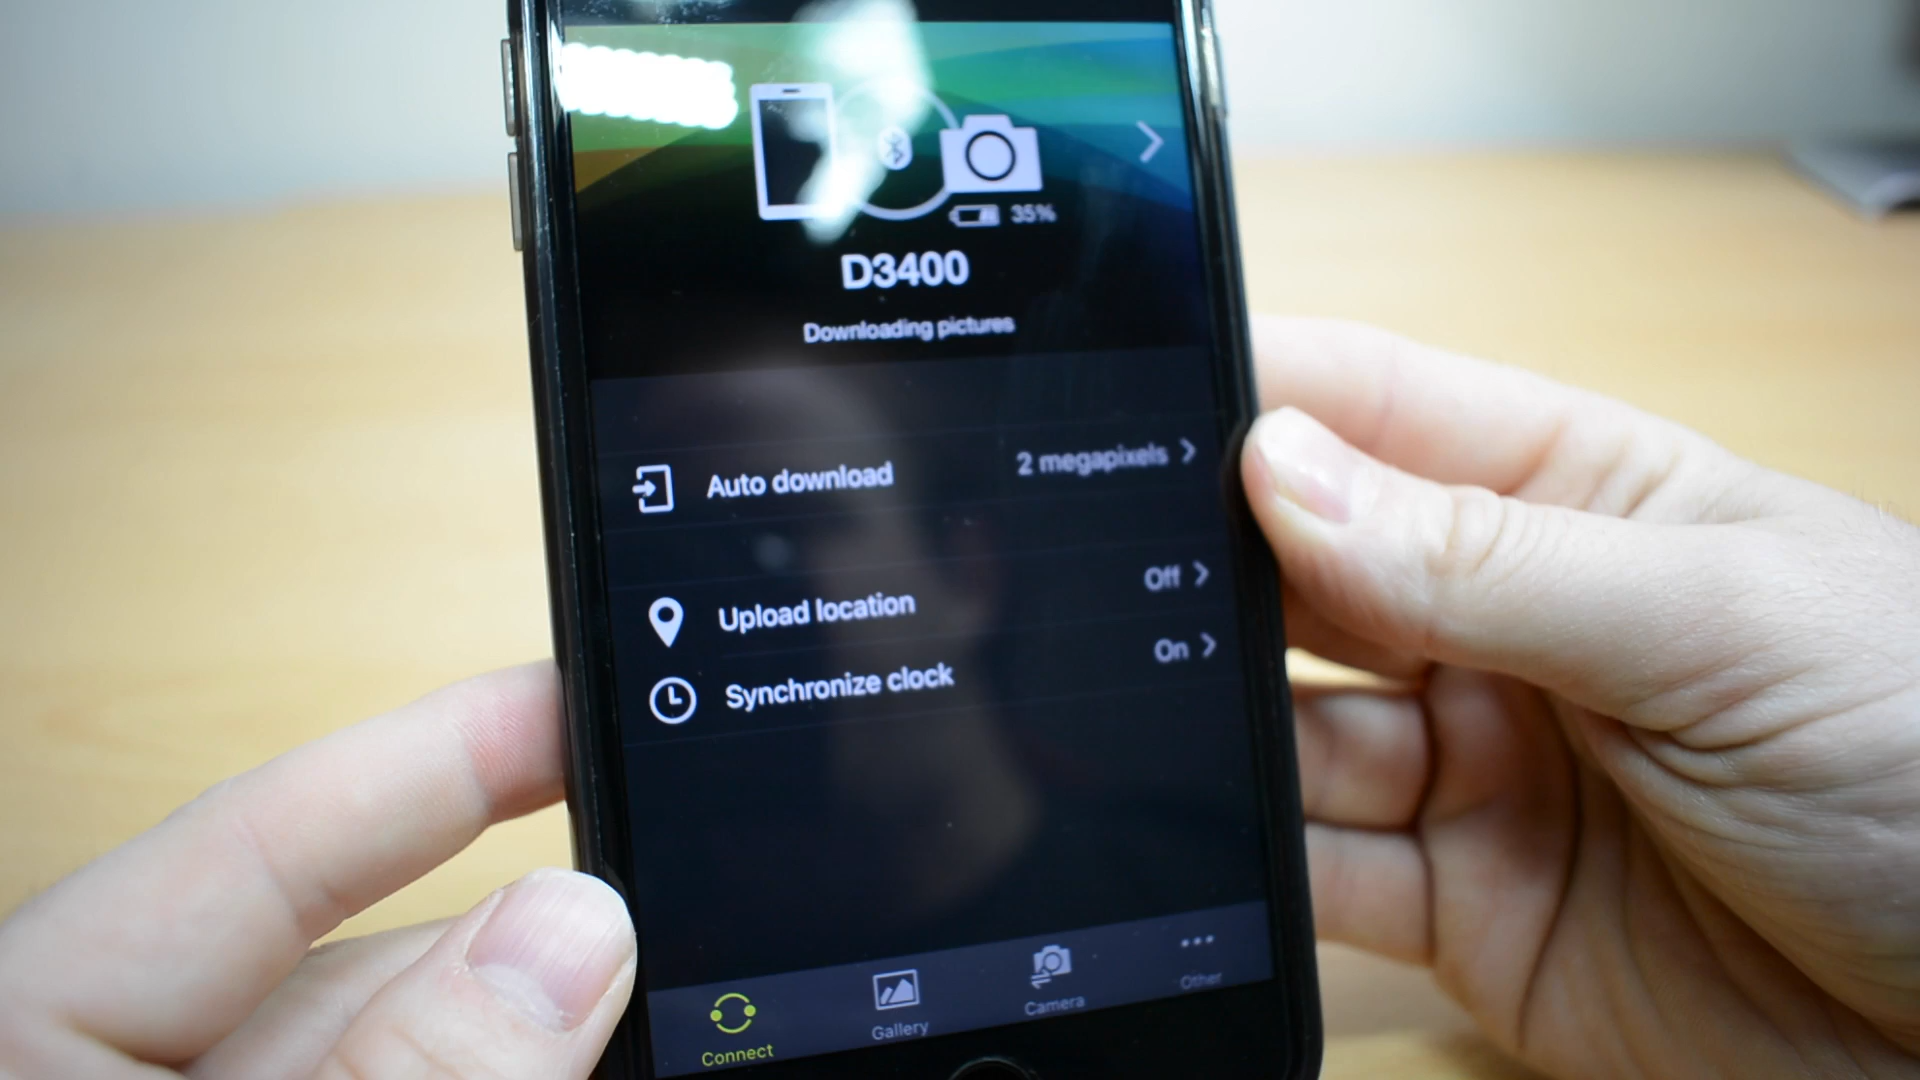 35%
D3400
Downloading pictures
Auto download 2 megapixels
Upload location Off
Synchronize clock On
Connect Gallery Camera Other